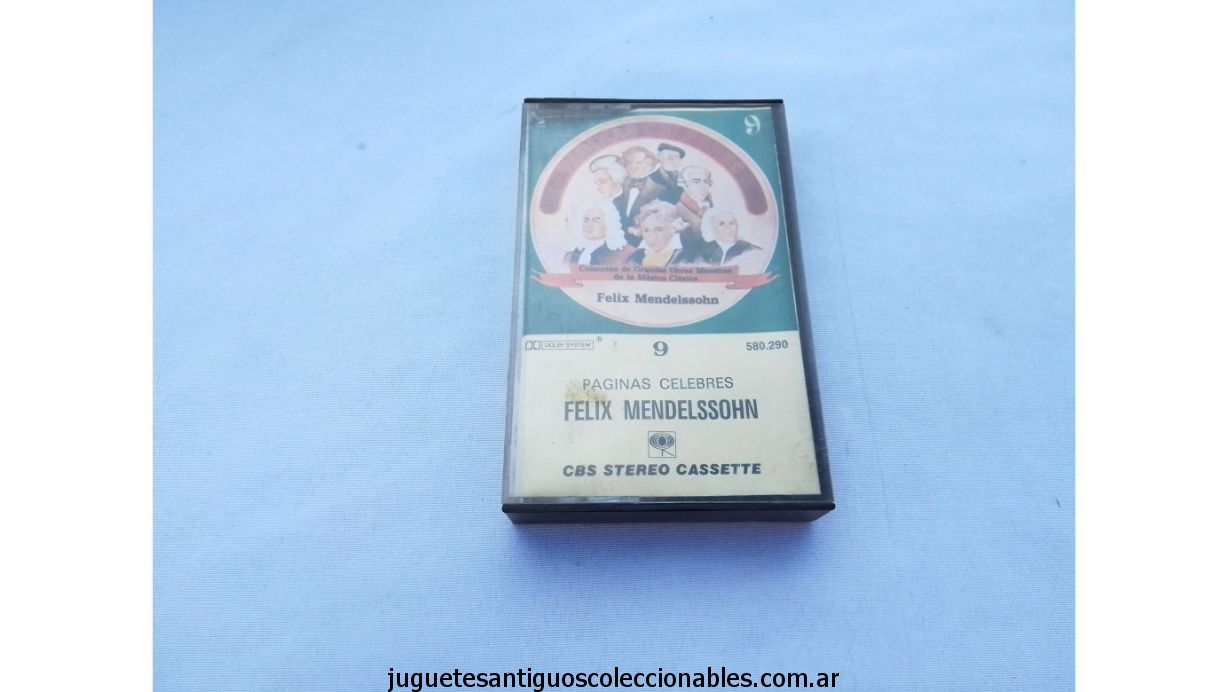 9
Colección de Grandes Obras Maestras
de la Música Clásica
Felix Mendelssohn
DOLBY SYSTEM ®
9
580.290
PAGINAS CELEBRES
FELIX MENDELSSOHN
CBS STEREO CASSETTE
juguetesantiguoscoleccionables.com.ar